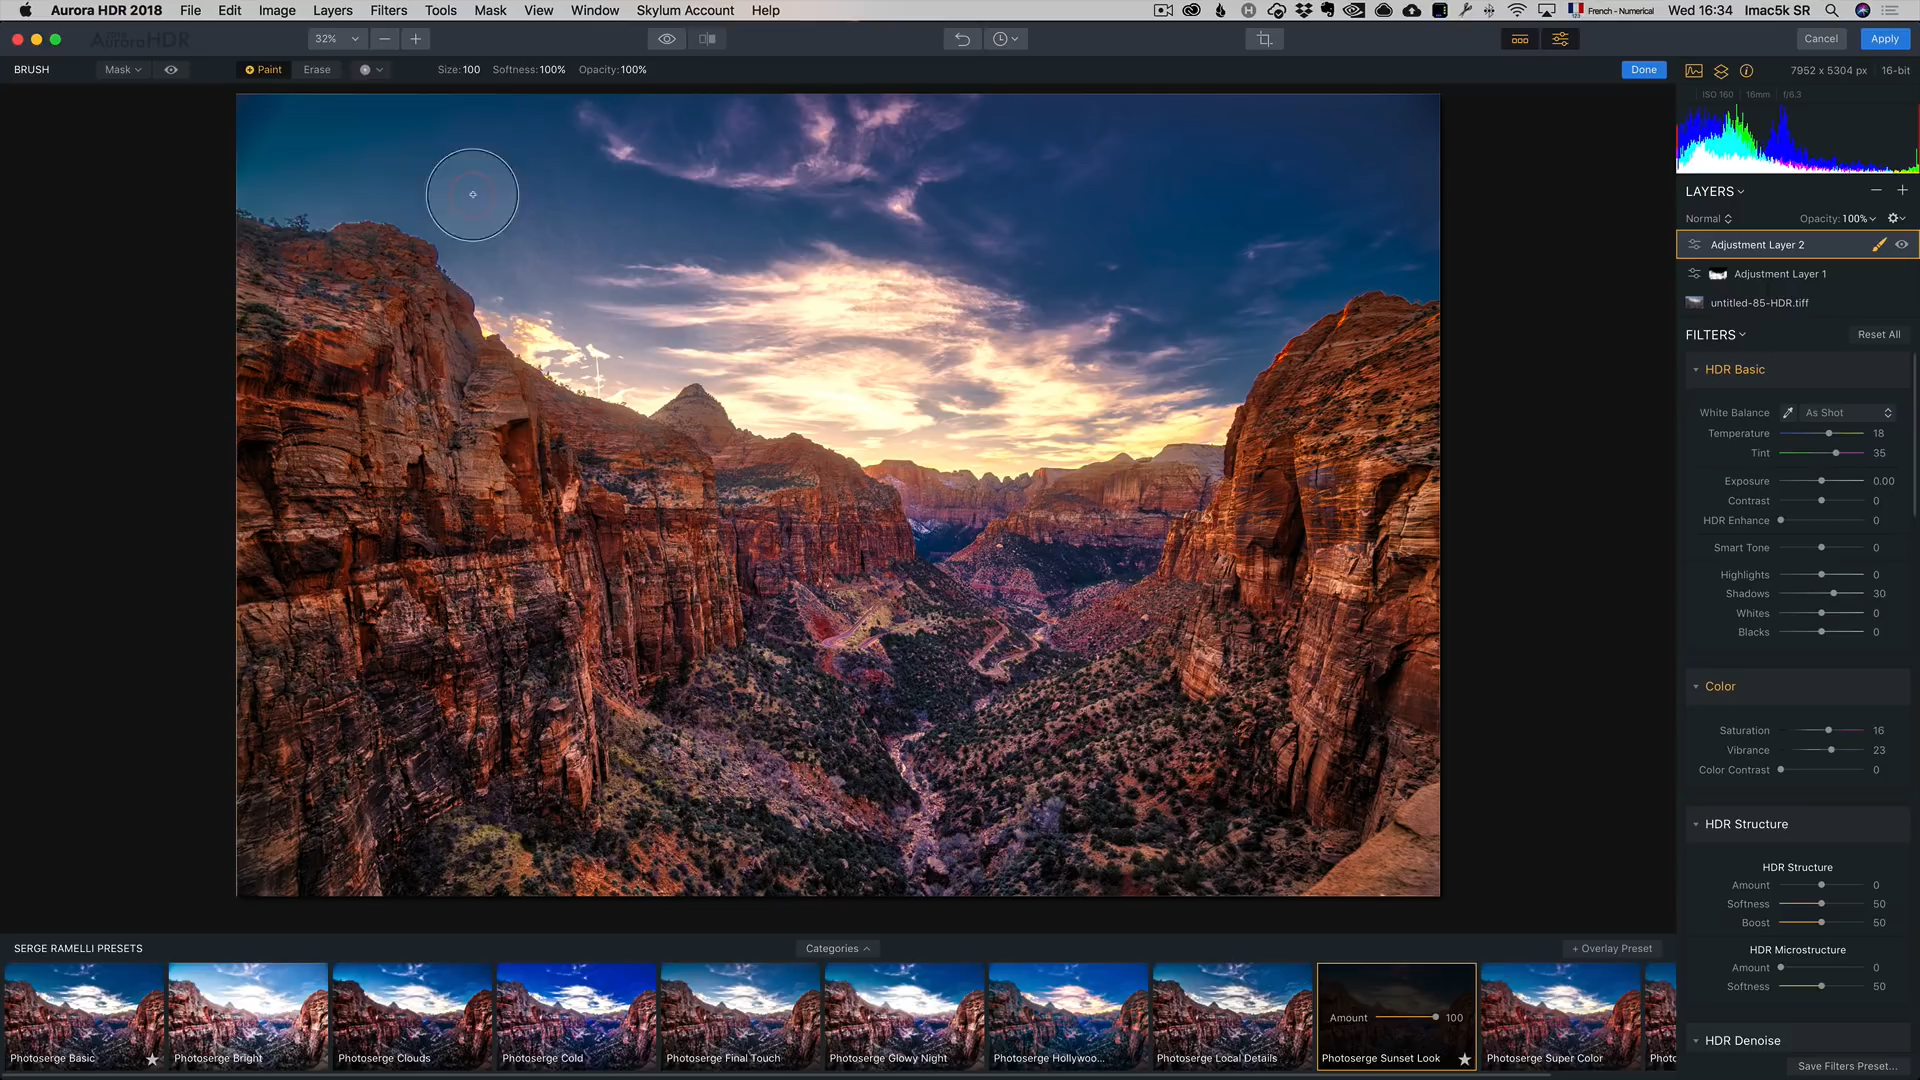 Aurora HDR 2018 File Edit Image Layers Filters Tools Mask View Window Skylum Account Help French - Numerical Wed 16:34 Imac5k SR
AuroraHDR 32% Cancel Apply
BRUSH Mask Paint Erase Size:100 Softness:100% Opacity:100% Done 7952 x 5304 px 16-bit
ISO 160 16mm f/6.3
LAYERS
Normal Opacity: 100%
Adjustment Layer 2
Adjustment Layer 1
untitled-85-HDR.tiff
FILTERS Reset All
HDR Basic
White Balance As Shot
Temperature 18
Tint 35
Exposure 0.00
Contrast 0
HDR Enhance 0
Smart Tone 0
Highlights 0
Shadows 30
Whites 0
Blacks 0
Color
Saturation 16
Vibrance 23
Color Contrast 0
HDR Structure
HDR Structure
Amount 0
Softness 50
Boost 50
HDR Microstructure
Amount 0
Softness 50
HDR Denoise
Save Filters Preset...
SERGE RAMELLI PRESETS Categories + Overlay Preset
Amount 100
Photoserge Basic Photoserge Bright Photoserge Clouds Photoserge Cold Photoserge Final Touch Photoserge Glowy Night Photoserge Hollywoo... Photoserge Local Details Photoserge Sunset Look Photoserge Super Color Photo